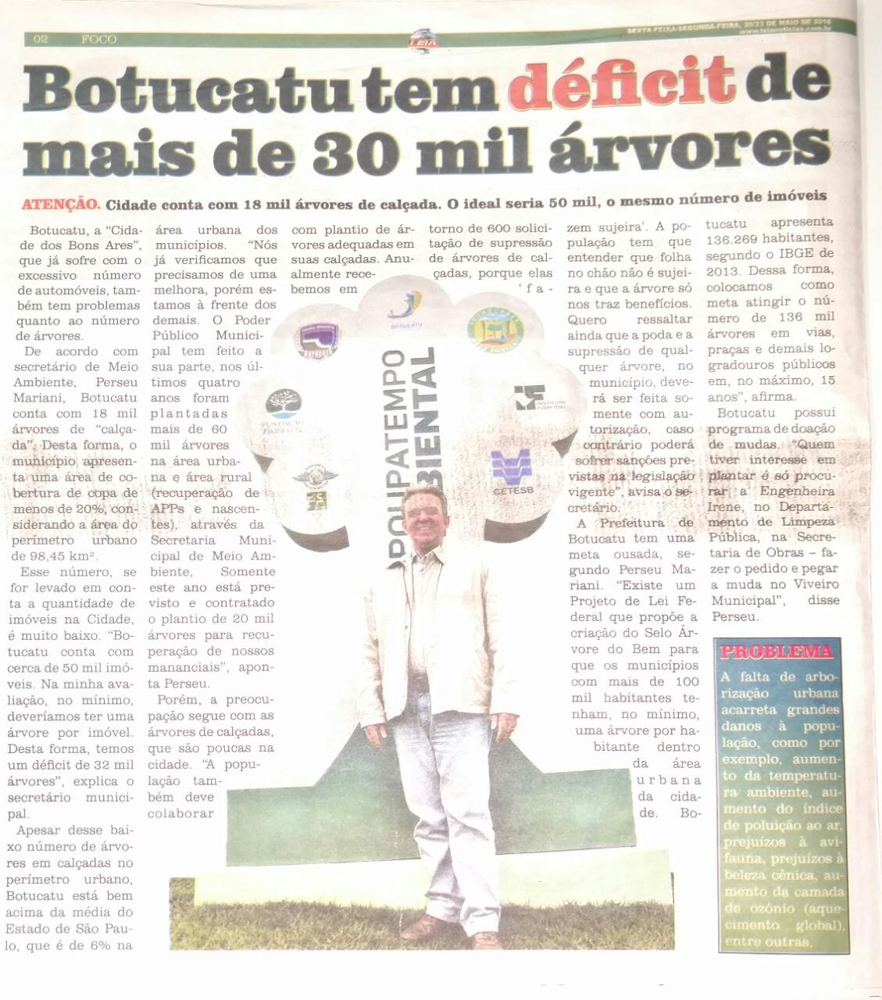 02 FOCO
LEIA
SEXTA-FEIRA/SEGUNDA-FEIRA, 20/23 DE MAIO DE 2016
www.leianoticias.com.br
Botucatu tem déficit de
mais de 30 mil árvores
ATENÇÃO. Cidade conta com 18 mil árvores de calçada. O ideal seria 50 mil, o mesmo número de imóveis
Botucatu, a “Cida-
de dos Bons Ares”,
que já sofre com o
excessivo número
de automóveis, tam-
bém tem problemas
quanto ao número
de árvores.
De acordo com
secretário de Meio
Ambiente, Perseu
Mariani, Botucatu
conta com 18 mil
árvores de “calça-
da”. Desta forma, o
município apresen-
ta uma área de co-
bertura de copa de
menos de 20%, con-
siderando a área do
perímetro urbano
de 98,45 km².
Esse número, se
for levado em con-
ta a quantidade de
imóveis na Cidade,
é muito baixo. “Bo-
tucatu conta com
cerca de 50 mil imó-
veis. Na minha ava-
liação, no mínimo,
deveríamos ter uma
árvore por imóvel.
Desta forma, temos
um déficit de 32 mil
árvores”, explica o
secretário munici-
pal.
Apesar desse bai-
xo número de árvo-
res em calçadas no
perímetro urbano,
Botucatu está bem
acima da média do
Estado de São Pau-
lo, que é de 6% na
área urbana dos
municípios. “Nós
já verificamos que
precisamos de uma
melhora, porém es-
tamos à frente dos
demais. O Poder
Público Munici-
pal tem feito a
sua parte, nos úl-
timos quatro
anos foram
plantadas
mais de 60
mil árvores
na área urba-
na e área rural
(recuperação de
APPs e nascen-
tes), através da
Secretaria Muni-
cipal de Meio Am-
biente, Somente
este ano está pre-
visto e contratado
o plantio de 20 mil
árvores para recu-
peração de nossos
mananciais”, apon-
ta Perseu.
Porém, a preocu-
pação segue com as
árvores de calçadas,
que são poucas na
cidade. “A popu-
lação tam-
bém deve
colaborar
com plantio de ár-
vores adequadas em
suas calçadas. Anu-
almente rece-
bemos em
torno de 600 solici-
tação de supressão
de árvores de cal-
çadas, porque elas
‘fa-
zem sujeira’. A po-
pulação tem que
entender que folha
no chão não é sujei-
ra e que a árvore só
nos traz benefícios.
Quero ressaltar
ainda que a poda e a
supressão de qual-
quer árvore, no
município, deve-
rá ser feita so-
mente com au-
torização, caso
contrário poderá
sofrer sanções pre-
vistas na legislação
vigente”, avisa o se-
cretário.
A Prefeitura de
Botucatu tem uma
meta ousada, se-
gundo Perseu Ma-
riani. “Existe um
Projeto de Lei Fe-
deral que propõe a
criação do Selo Ár-
vore do Bem para
que os municípios
com mais de 100
mil habitantes te-
nham, no mínimo,
uma árvore por ha-
bitante dentro
da área
urbana
da cida-
de. Bo-
tucatu apresenta
136.269 habitantes,
segundo o IBGE de
2013. Dessa forma,
colocamos como
meta atingir o nú-
mero de 136 mil
árvores em vias,
praças e demais lo-
gradouros públicos
em, no máximo, 15
anos”, afirma.
Botucatu possui
programa de doação
de mudas. “Quem
tiver interesse em
plantar é só procu-
rar a Engenheira
Irene, no Departa-
mento de Limpeza
Pública, na Secre-
taria de Obras – fa-
zer o pedido e pegar
a muda no Viveiro
Municipal”, disse
Perseu.
BOTUCATU
BOTUCATU
FLORESTAL
INSTITUTO
FLORESTAL
CETESB
POUPATEMPO
BIENTAL
PROBLEMA
A falta de arbo-
rização urbana
acarreta grandes
danos à popu-
lação, como por
exemplo, aumen-
to da temperatu-
ra ambiente, au-
mento do índice
de poluição ao ar,
prejuízos à avi-
fauna, prejuízos à
beleza cênica, au-
mento da camada
de ozônio (aque-
cimento global),
entre outras.